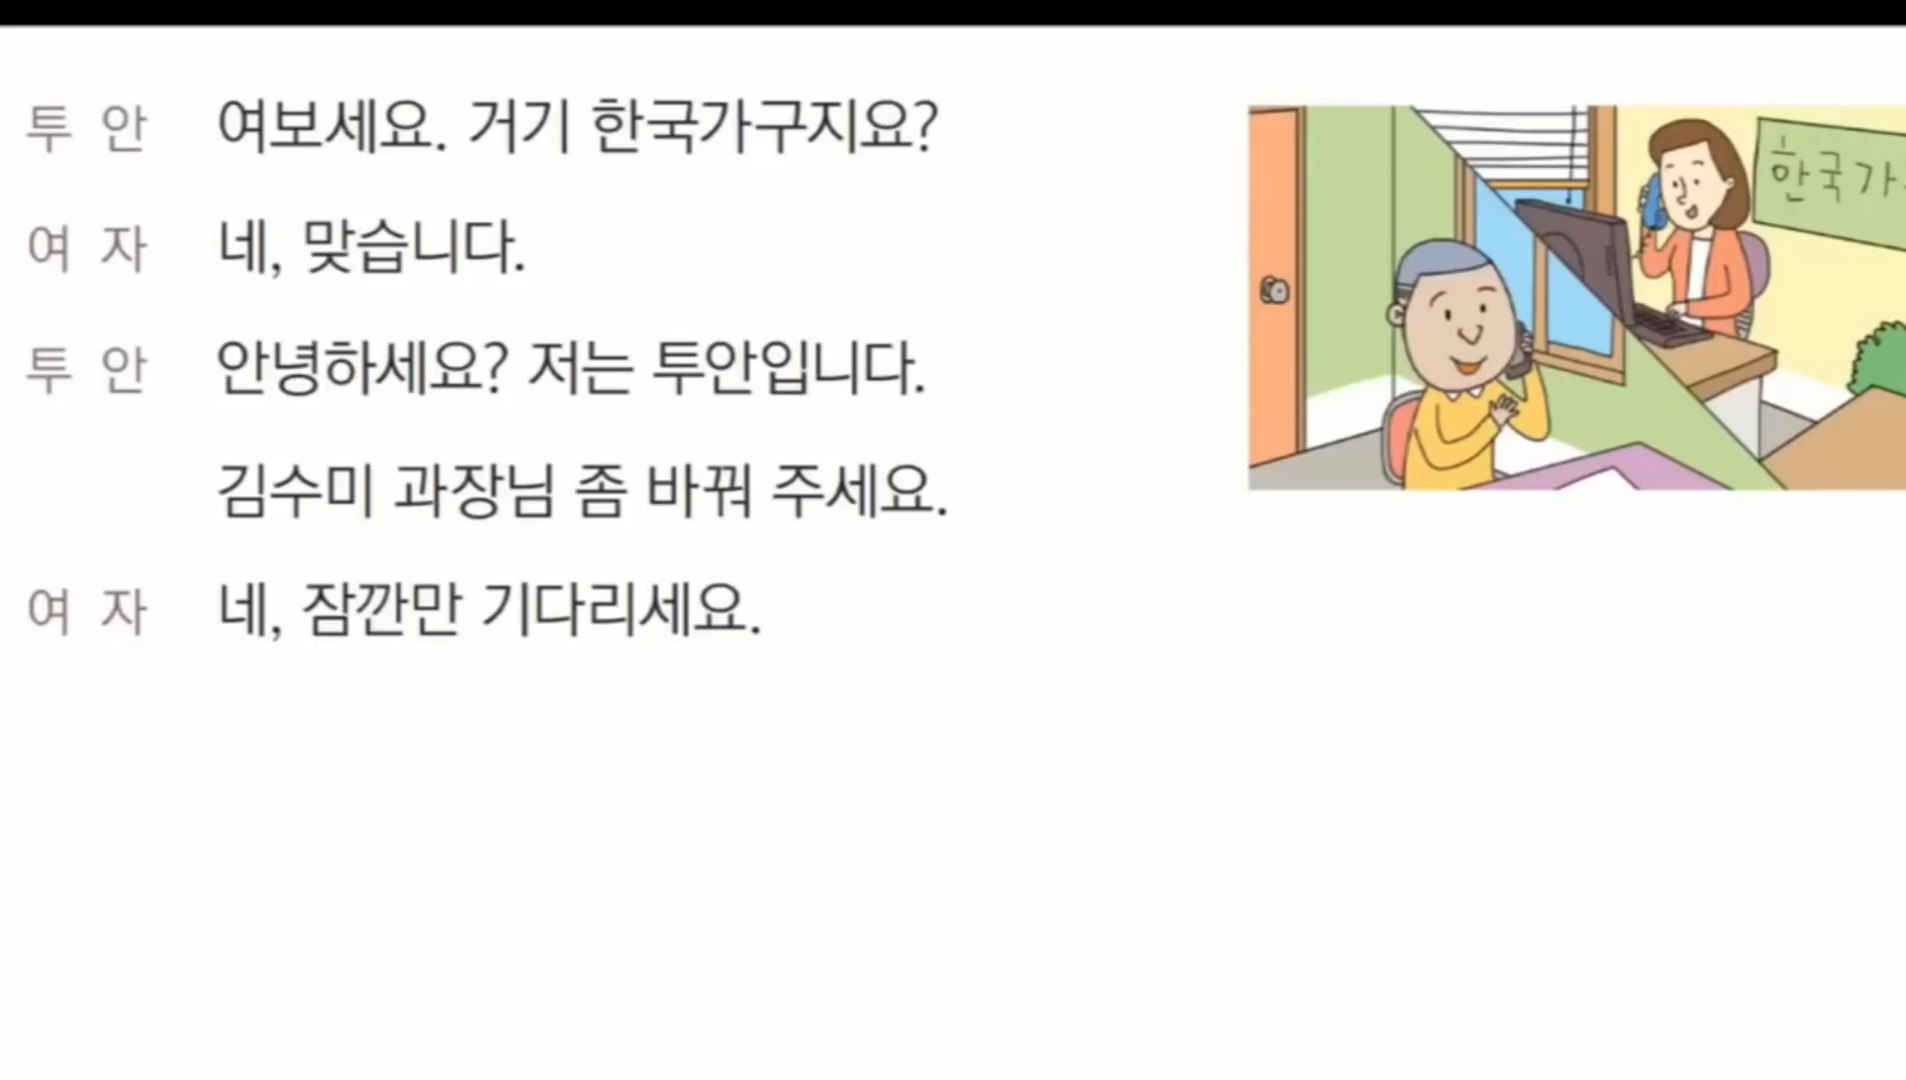 투 안 여보세요. 거기 한국가구지요?
여 자 네, 맞습니다.
투 안 안녕하세요? 저는 투안입니다.
김수미 과장님 좀 바꿔 주세요.
여 자 네, 잠깐만 기다리세요.
한국가